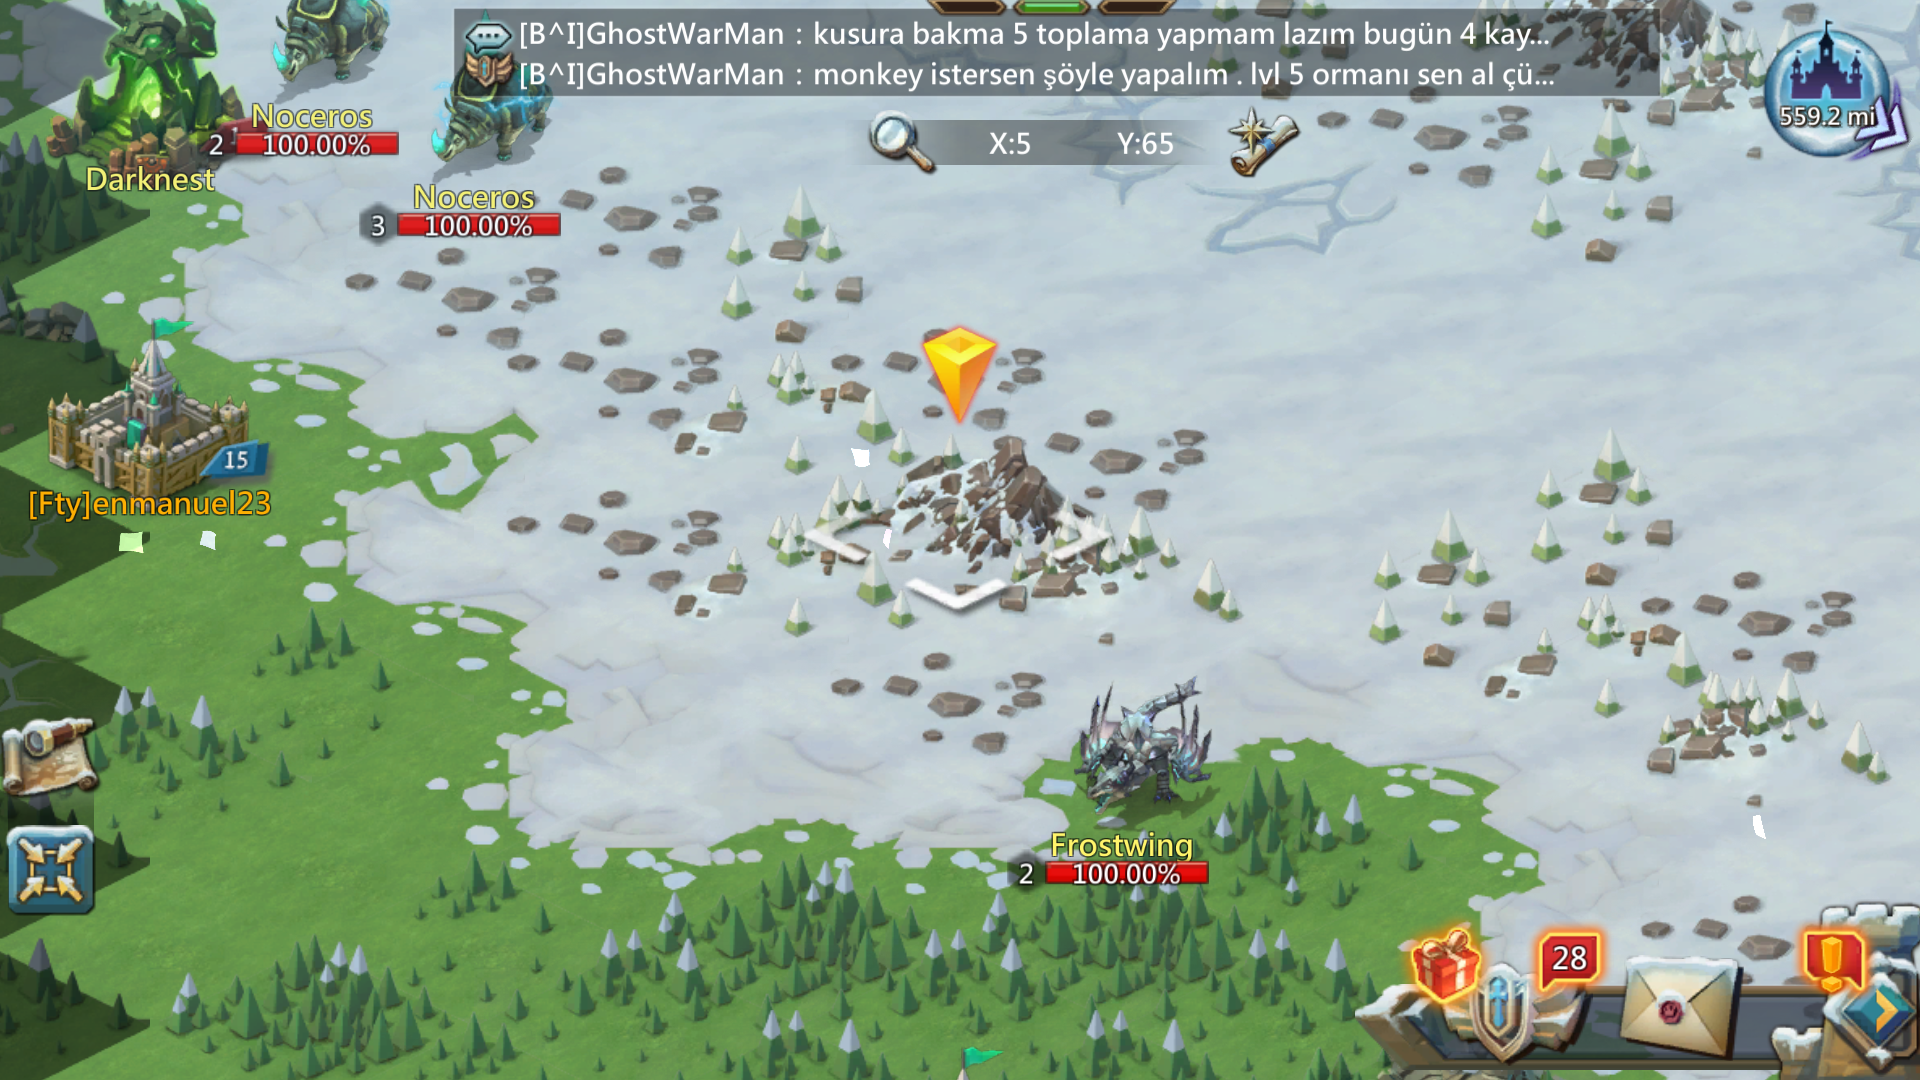 [B^I]GhostWarMan : kusura bakma 5 toplama yapmam lazım bugün 4 kay...
[B^I]GhostWarMan : monkey istersen şöyle yapalım . lvl 5 ormanı sen al çü...
559.2 mi
X:5 Y:65
Noceros
2 100.00%
Darknest
Noceros
3 100.00%
15
[Fty]enmanuel23
Frostwing
2 100.00%
28